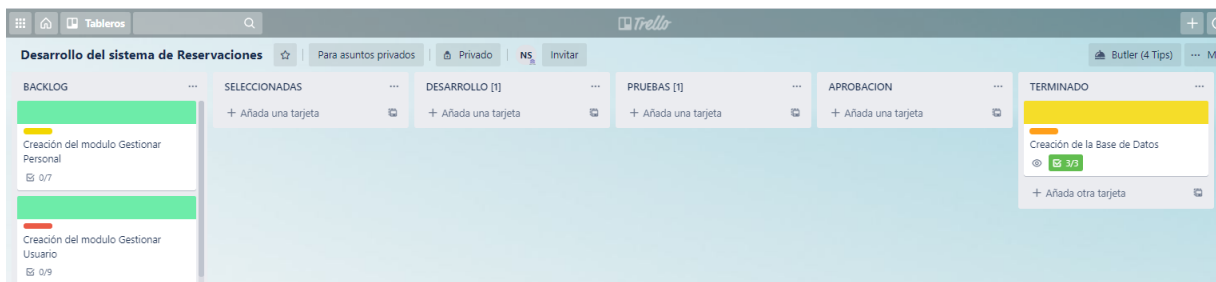 Tableros
Trello
Desarrollo del sistema de Reservaciones
Para asuntos privados
Privado
NS
Invitar
Butler (4 Tips)
... M
BACKLOG
Creación del modulo Gestionar
Personal
0/7
Creación del modulo Gestionar
Usuario
0/9
SELECCIONADAS
+ Añada una tarjeta
DESARROLLO [1]
+ Añada una tarjeta
PRUEBAS [1]
+ Añada una tarjeta
APROBACION
+ Añada una tarjeta
TERMINADO
Creación de la Base de Datos
3/3
+ Añada otra tarjeta